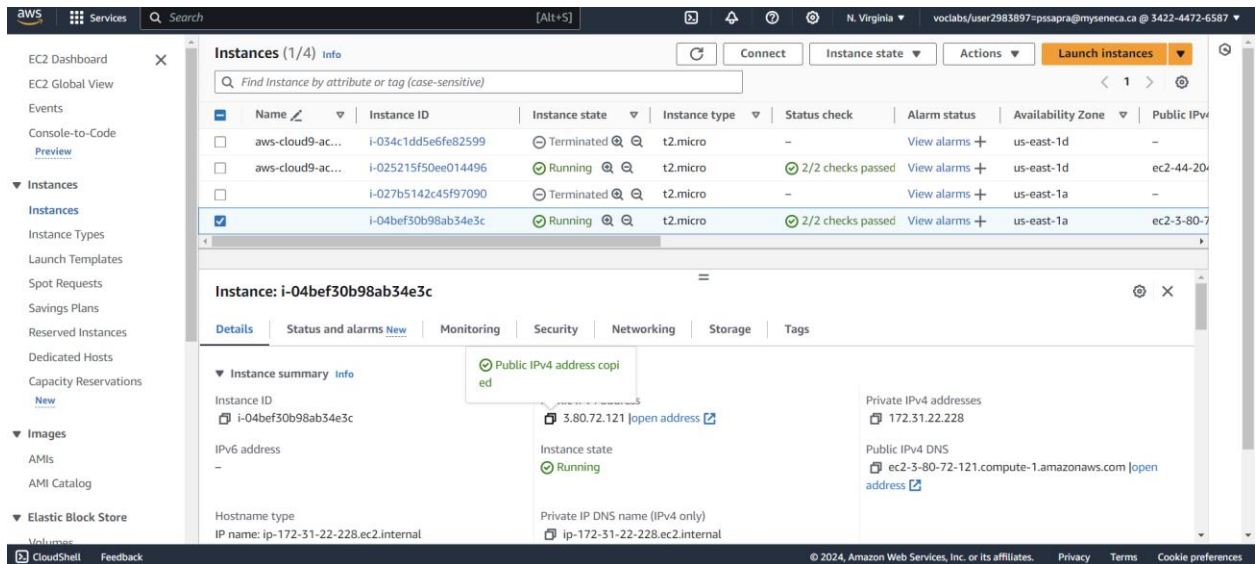 aws Services Search [Alt+S] N. Virginia ▼ voclabs/user2983897=pssapra@myseneca.ca @ 3422-4472-6587 ▼
EC2 Dashboard
EC2 Global View
Events
Console-to-Code
Preview
▼ Instances
Instances
Instance Types
Launch Templates
Spot Requests
Savings Plans
Reserved Instances
Dedicated Hosts
Capacity Reservations
New
▼ Images
AMIs
AMI Catalog
▼ Elastic Block Store
Volumes
Instances (1/4) Info Connect Instance state ▼ Actions ▼ Launch instances ▼
Find Instance by attribute or tag (case-sensitive) < 1 >
Name Instance ID Instance state Instance type Status check Alarm status Availability Zone Public IPv4
aws-cloud9-ac... i-034c1dd5e6fe82599 Terminated t2.micro – View alarms + us-east-1d –
aws-cloud9-ac... i-025215f50ee014496 Running t2.micro 2/2 checks passed View alarms + us-east-1d ec2-44-204
i-027b5142c45f97090 Terminated t2.micro – View alarms + us-east-1a –
i-04bef30b98ab34e3c Running t2.micro 2/2 checks passed View alarms + us-east-1a ec2-3-80-7
Instance: i-04bef30b98ab34e3c
Details Status and alarms New Monitoring Security Networking Storage Tags
Public IPv4 address copi
ed
▼ Instance summary Info
Instance ID
i-04bef30b98ab34e3c
3.80.72.121 |open address
Private IPv4 addresses
172.31.22.228
IPv6 address
–
Instance state
Running
Public IPv4 DNS
ec2-3-80-72-121.compute-1.amazonaws.com |open
address
Hostname type
IP name: ip-172-31-22-228.ec2.internal
Private IP DNS name (IPv4 only)
ip-172-31-22-228.ec2.internal
CloudShell Feedback © 2024, Amazon Web Services, Inc. or its affiliates. Privacy Terms Cookie preferences